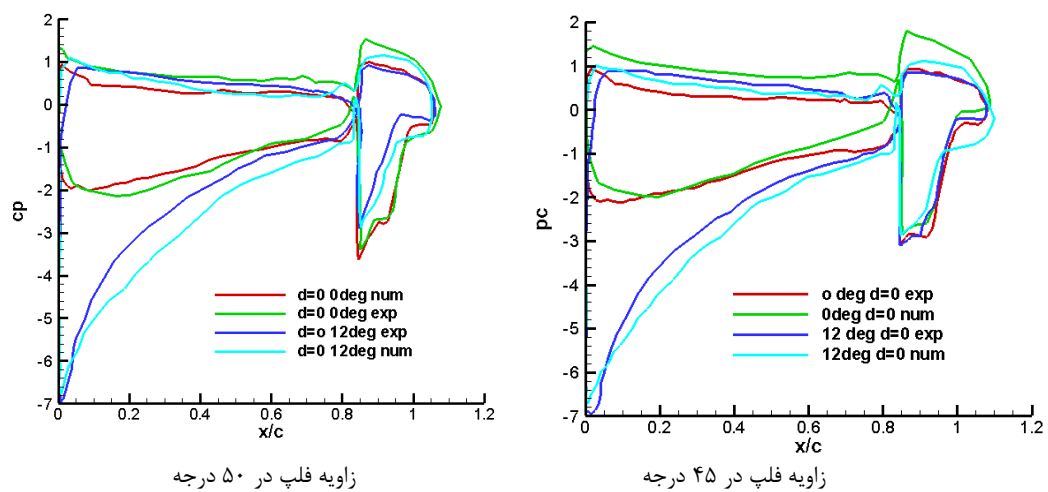 2
1
0
-1
-2
-3
-4
-5
-6
-7
cp
0
0.2
0.4
0.6
0.8
1
1.2
x/c
d=0 0deg num
d=0 0deg exp
d=o 12deg exp
d=0 12deg num
زاویه فلپ در ۵۰ درجه
2
1
0
-1
-2
-3
-4
-5
-6
-7
pc
0
0.2
0.4
0.6
0.8
1
1.2
x/c
o deg d=0 exp
0deg d=0 num
12 deg d=0 exp
12deg d=0 num
زاویه فلپ در ۴۵ درجه